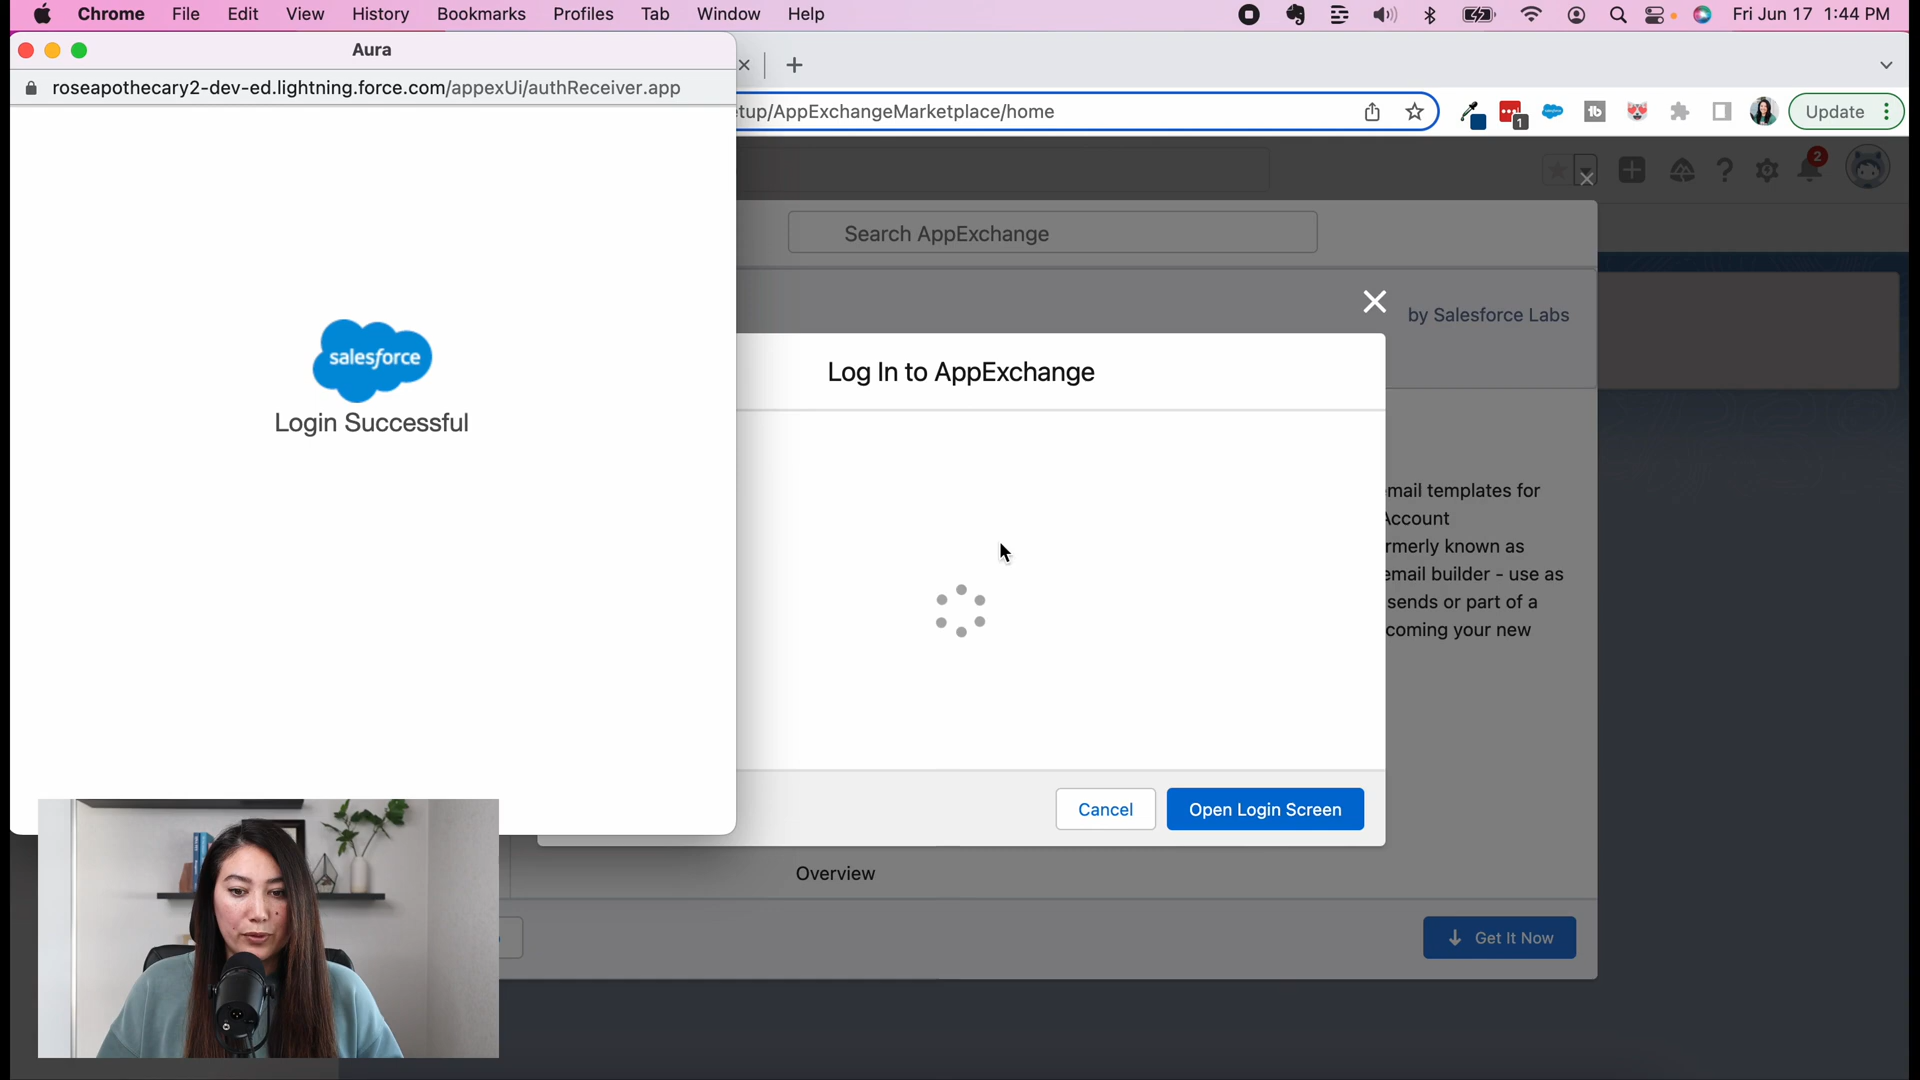 Chrome File Edit View History Bookmarks Profiles Tab Window Help Fri Jun 17 1:44 PM
Aura
roseapothecary2-dev-ed.lightning.force.com/appexUi/authReceiver.app
tup/AppExchangeMarketplace/home
1
Update
2
Search AppExchange
by Salesforce Labs
salesforce
Login Successful
Log In to AppExchange
mail templates for
Account
rmerly known as
email builder - use as
sends or part of a
coming your new
Cancel
Open Login Screen
Overview
Get It Now